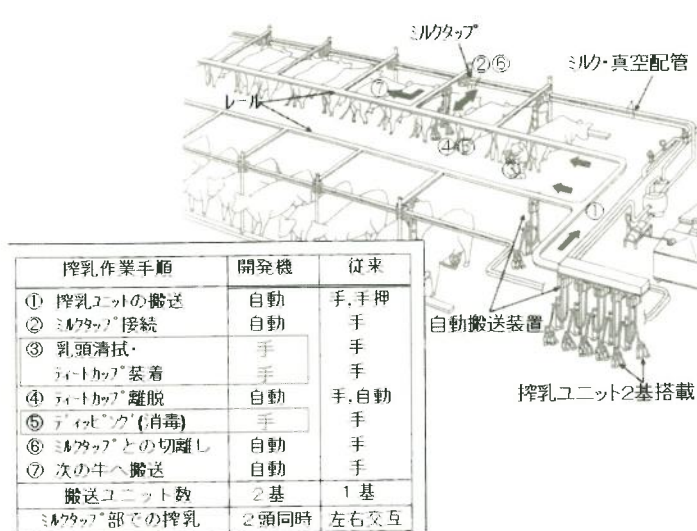 ミルクタップ
②⑥
ミルク・真空配管
⑦
レール
④⑤
③
①
自動搬送装置
搾乳ユニット2基搭載
搾乳作業手順 開発機 従来
① 搾乳ユニットの搬送 自動 手,手押
② ミルクタップ接続 自動 手
③ 乳頭清拭・ 手 手
ティートカップ装着 手 手
④ ティートカップ離脱 自動 手,自動
⑤ ディッピング(消毒) 手 手
⑥ ミルクタップとの切離し 自動 手
⑦ 次の牛へ搬送 自動 手
搬送ユニット数 2基 1基
ミルクタップ部での搾乳 2頭同時 左右交互